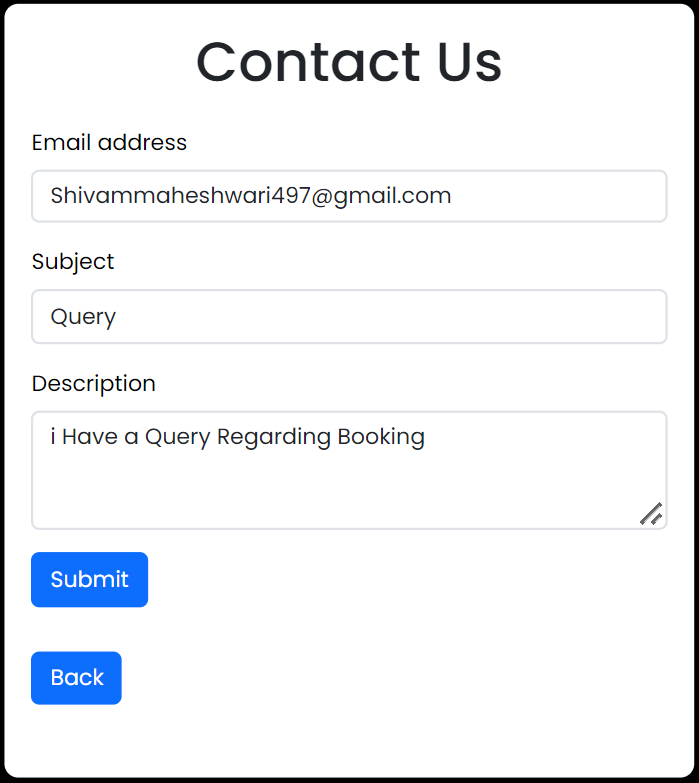 Contact Us
Email address
Shivammaheshwari497@gmail.com
Subject
Query
Description
i Have a Query Regarding Booking
Submit
Back